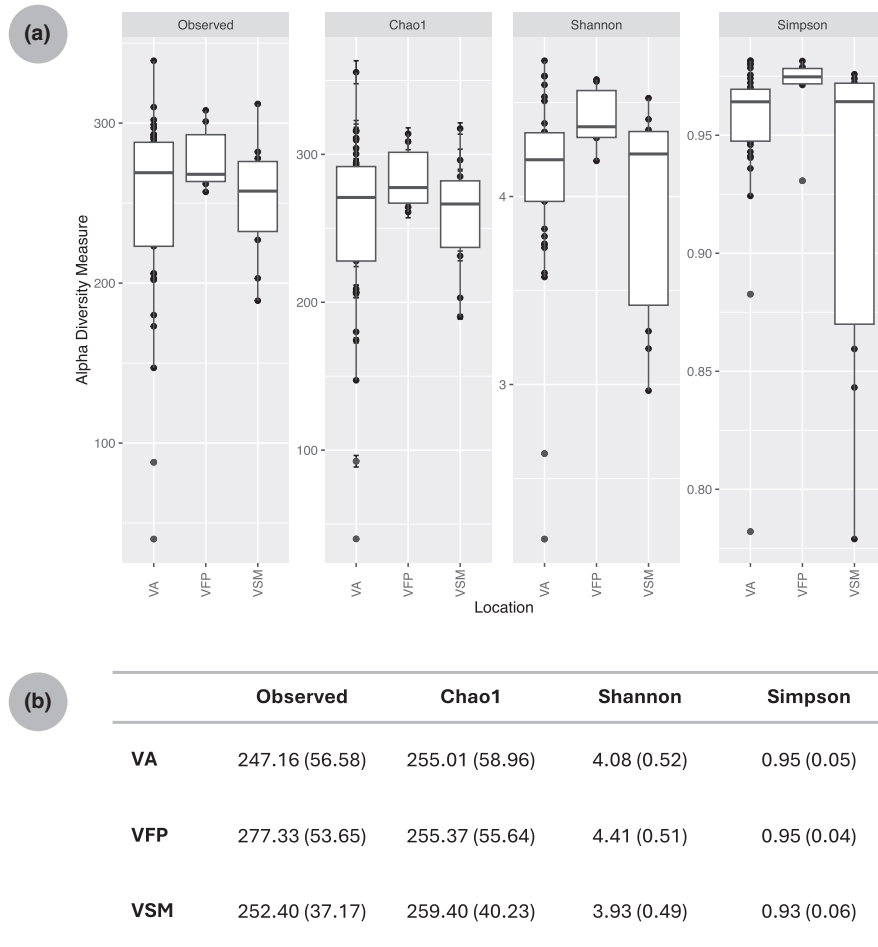 (a)
Observed Chao1 Shannon Simpson
Alpha Diversity Measure
300
200
100
300
200
100
4
3
0.95
0.90
0.85
0.80
VA VFP VSM VA VFP VSM VA VFP VSM VA VFP VSM
Location
(b)
Observed Chao1 Shannon Simpson
VA 247.16 (56.58) 255.01 (58.96) 4.08 (0.52) 0.95 (0.05)
VFP 277.33 (53.65) 255.37 (55.64) 4.41 (0.51) 0.95 (0.04)
VSM 252.40 (37.17) 259.40 (40.23) 3.93 (0.49) 0.93 (0.06)